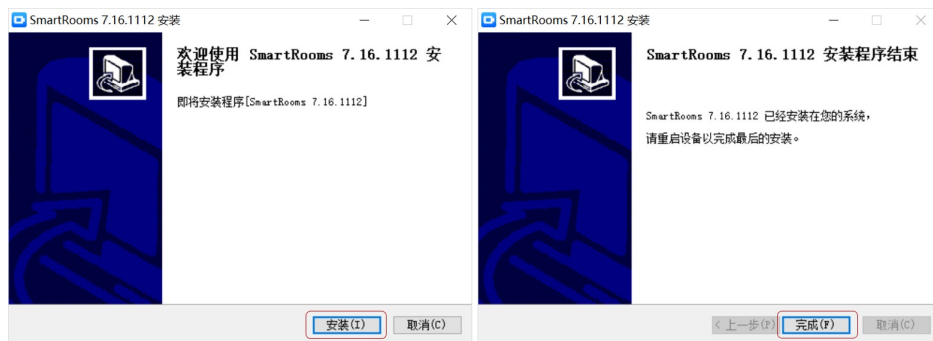 SmartRooms 7.16.1112 安装
欢迎使用 SmartRooms 7.16.1112 安
装程序
即将安装程序[SmartRooms 7.16.1112]
安装(I)
取消(C)
SmartRooms 7.16.1112 安装
SmartRooms 7.16.1112 安装程序结束
SmartRooms 7.16.1112 已经安装在您的系统，
请重启设备以完成最后的安装。
< 上一步(P)
完成(F)
取消(C)